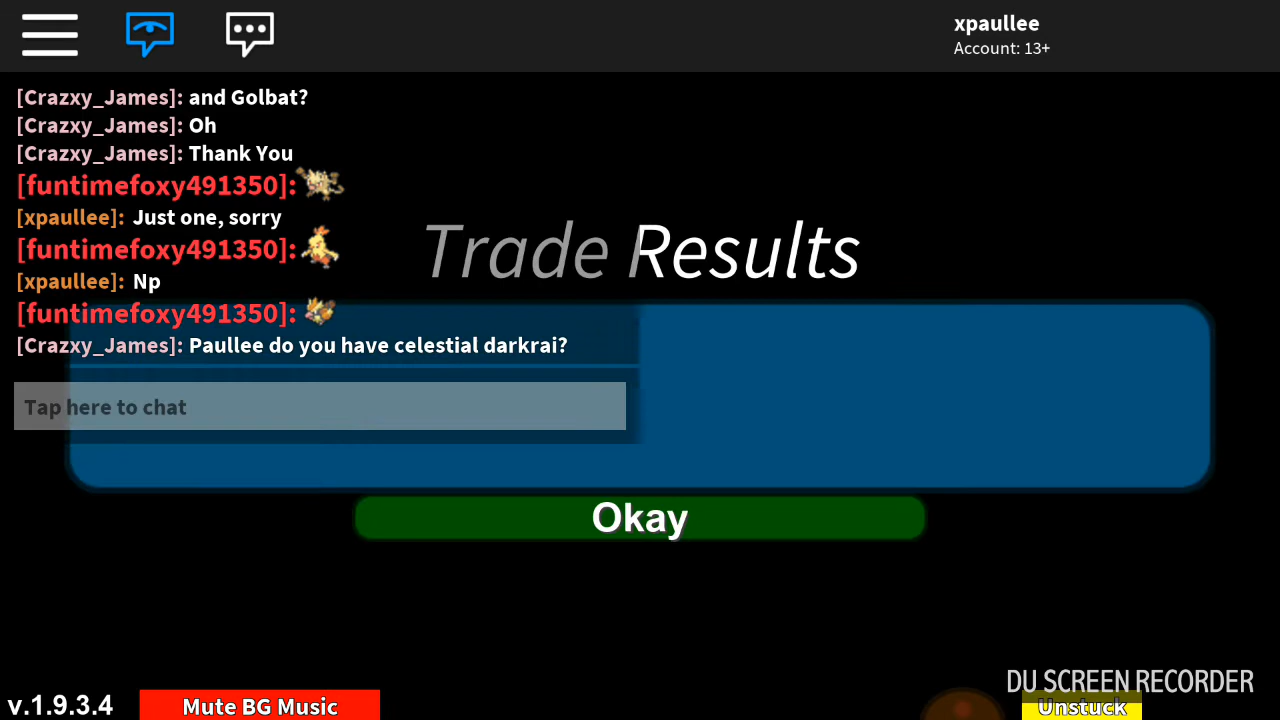 xpaullee
Account: 13+
[Crazxy_James]: and Golbat?
[Crazxy_James]: Oh
[Crazxy_James]: Thank You
[funtimefoxy491350]:
[xpaullee]: Just one, sorry
[funtimefoxy491350]:
[xpaullee]: Np
[funtimefoxy491350]:
[Crazxy_James]: Paullee do you have celestial darkrai?
Trade Results
Tap here to chat
Okay
DU SCREEN RECORDER
v.1.9.3.4
Mute BG Music
Unstuck